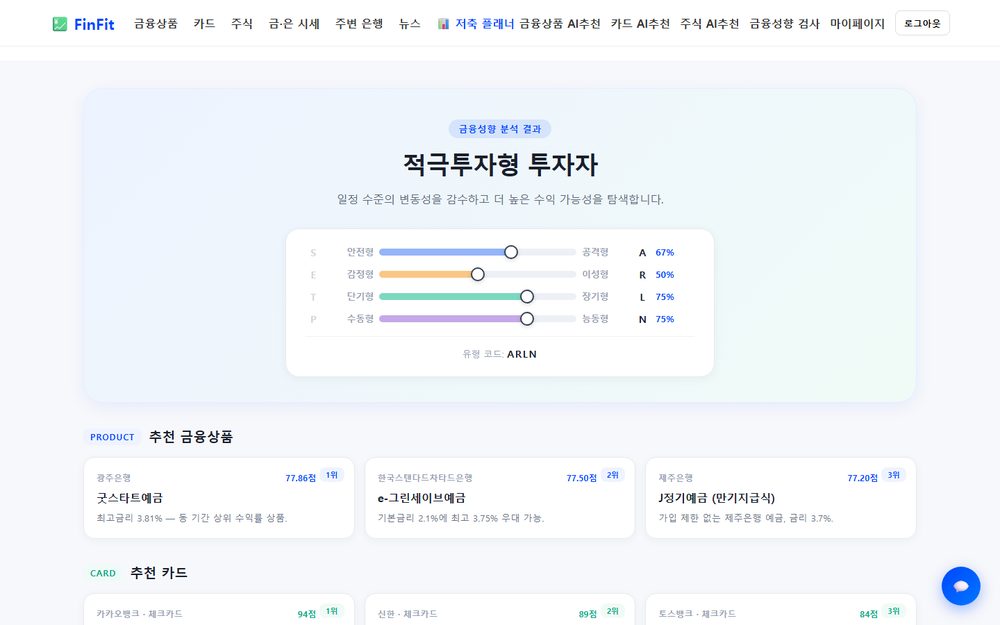 FinFit 금융상품 카드 주식 금·은 시세 주변 은행 뉴스 저축 플래너 금융상품 AI추천 카드 AI추천 주식 AI추천 금융성향 검사 마이페이지 로그아웃
금융성향 분석 결과
적극투자형 투자자
일정 수준의 변동성을 감수하고 더 높은 수익 가능성을 탐색합니다.
S 안전형 공격형 A 67%
E 감정형 이성형 R 50%
T 단기형 장기형 L 75%
P 수동형 능동형 N 75%
유형 코드: ARLN
PRODUCT 추천 금융상품
광주은행 77.86점 1위
굿스타트예금
최고금리 3.81% — 동 기간 상위 수익률 상품.
한국스탠다드차타드은행 77.50점 2위
e-그린세이브예금
기본금리 2.1%에 최고 3.75% 우대 가능.
제주은행 77.20점 3위
J정기예금 (만기지급식)
가입 제한 없는 제주은행 예금, 금리 3.7%.
CARD 추천 카드
카카오뱅크 · 체크카드 94점 1위
신한 · 체크카드 89점 2위
토스뱅크 · 체크카드 84점 3위